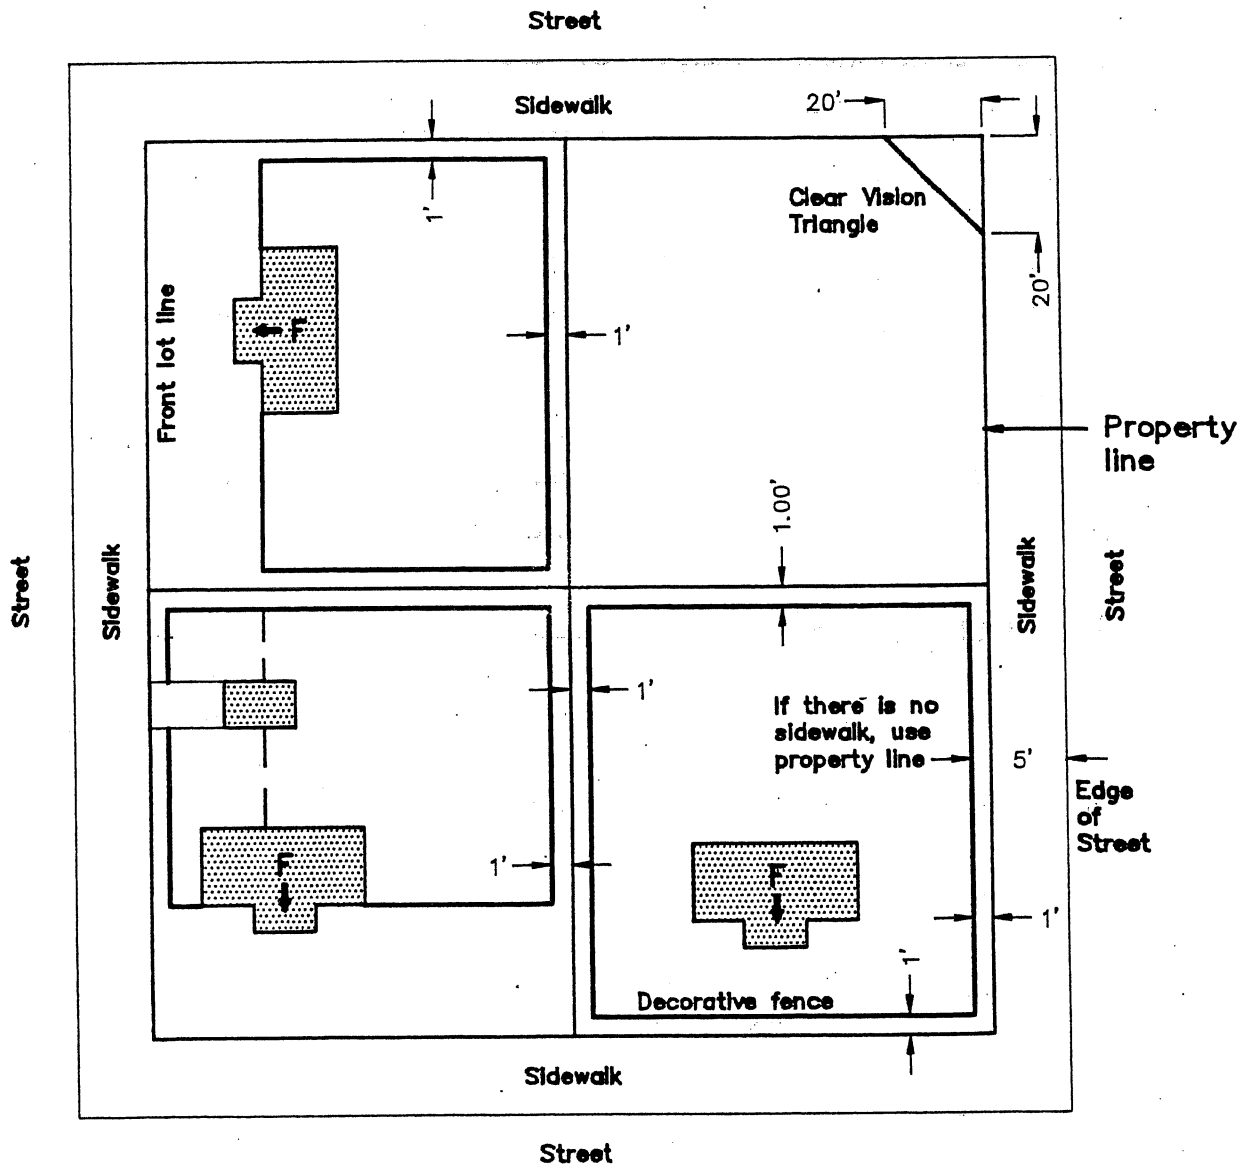 Street
Sidewalk
20'
1'
Clear Vision
Triangle
20'
Front lot line
F
1'
Property
line
1.00'
Street
Sidewalk
Sidewalk
Street
1'
If there is no
sidewalk, use
property line
5'
Edge
of
Street
F
1'
F
1'
1'
Decorative fence
Sidewalk
Street